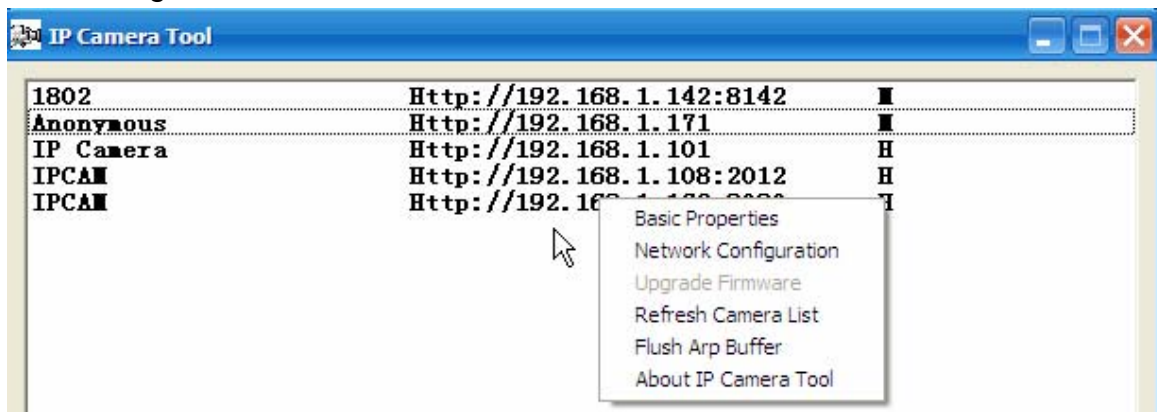 IP Camera Tool
1802 Http://192.168.1.142:8142 M
Anonymous Http://192.168.1.171 M
IP Camera Http://192.168.1.101 H
IPCAM Http://192.168.1.108:2012 H
IPCAM
Basic Properties
Network Configuration
Upgrade Firmware
Refresh Camera List
Flush Arp Buffer
About IP Camera Tool